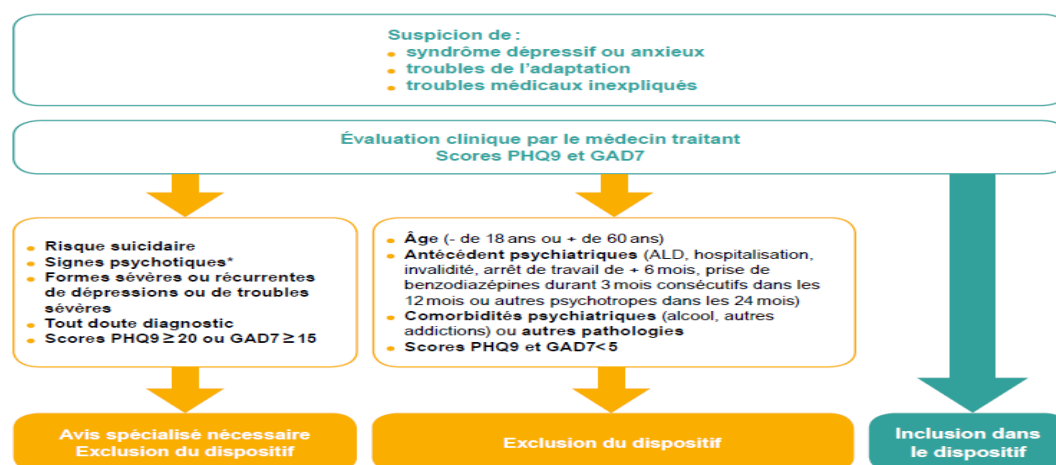 Suspicion de :
• syndrôme dépressif ou anxieux
• troubles de l'adaptation
• troubles médicaux inexpliqués
Évaluation clinique par le médecin traitant
Scores PHQ9 et GAD7
• Risque suicidaire
• Signes psychotiques*
• Formes sévères ou récurrentes
de dépressions ou de troubles
sévères
• Tout doute diagnostic
• Scores PHQ9 ≥ 20 ou GAD7 ≥ 15
• Âge (- de 18 ans ou + de 60 ans)
• Antécédent psychiatriques (ALD, hospitalisation,
invalidité, arrêt de travail de + 6 mois, prise de
benzodiazépines durant 3 mois consécutifs dans les
12 mois ou autres psychotropes dans les 24 mois)
• Comorbidités psychiatriques (alcool, autres
addictions) ou autres pathologies
• Scores PHQ9 et GAD7< 5
Avis spécialisé nécessaire
Exclusion du dispositif
Exclusion du dispositif
Inclusion dans
le dispositif